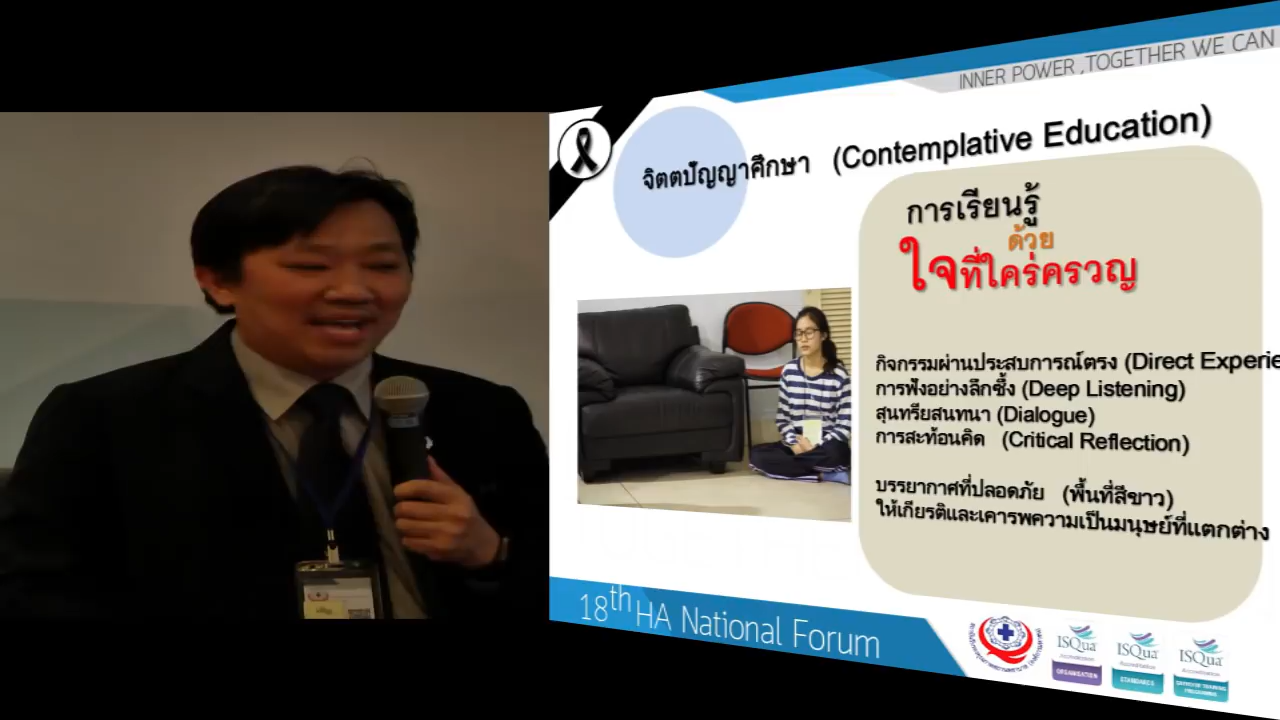 INNER POWER ,TOGETHER WE CAN
จิตตปัญญาศึกษา (Contemplative Education)
การเรียนรู้
ด้วย
ใจที่ใคร่ครวญ
กิจกรรมผ่านประสบการณ์ตรง (Direct Experie
การฟังอย่างลึกซึ้ง (Deep Listening)
สุนทรียสนทนา (Dialogue)
การสะท้อนคิด (Critical Reflection)
บรรยากาศที่ปลอดภัย (พื้นที่สีขาว)
ให้เกียรติและเคารพความเป็นมนุษย์ที่แตกต่าง
18th HA National Forum
ISQua
Accreditation
ORGANISATION
ISQua
Accreditation
STANDARDS
ISQua
Accreditation